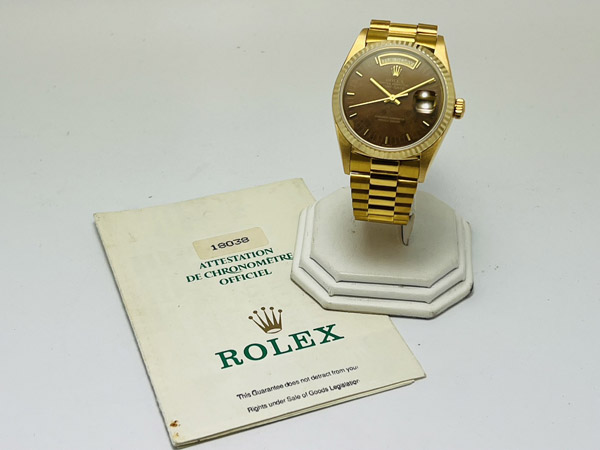 18038
ATTESTATION
DE CHRONOMETRE
OFFICIEL
ROLEX
This Guarantee does not detract from your
Rights under Sale of Goods Legislation